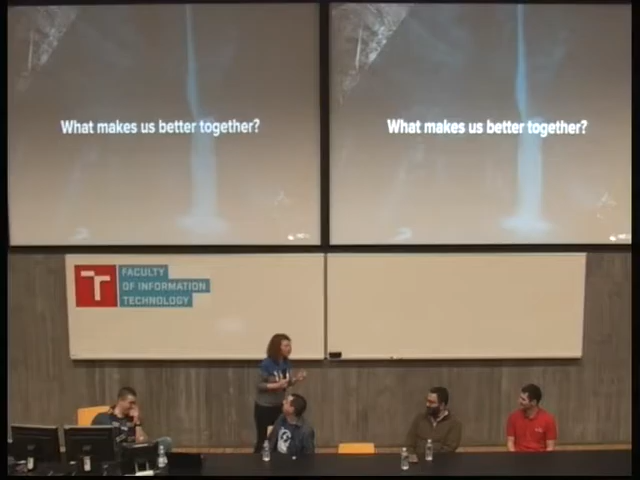 What makes us better together?
What makes us better together?
FACULTY
OF INFORMATION
TECHNOLOGY